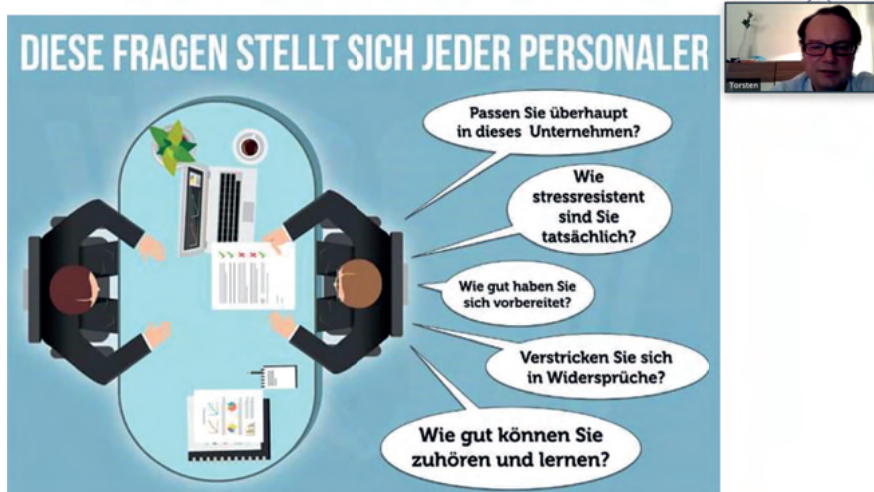 DIESE FRAGEN STELLT SICH JEDER PERSONALER
Torsten
Passen Sie überhaupt
in dieses Unternehmen?
Wie
stressresistent
sind Sie
tatsächlich?
Wie gut haben Sie
sich vorbereitet?
Verstricken Sie sich
in Widersprüche?
Wie gut können Sie
zuhören und lernen?